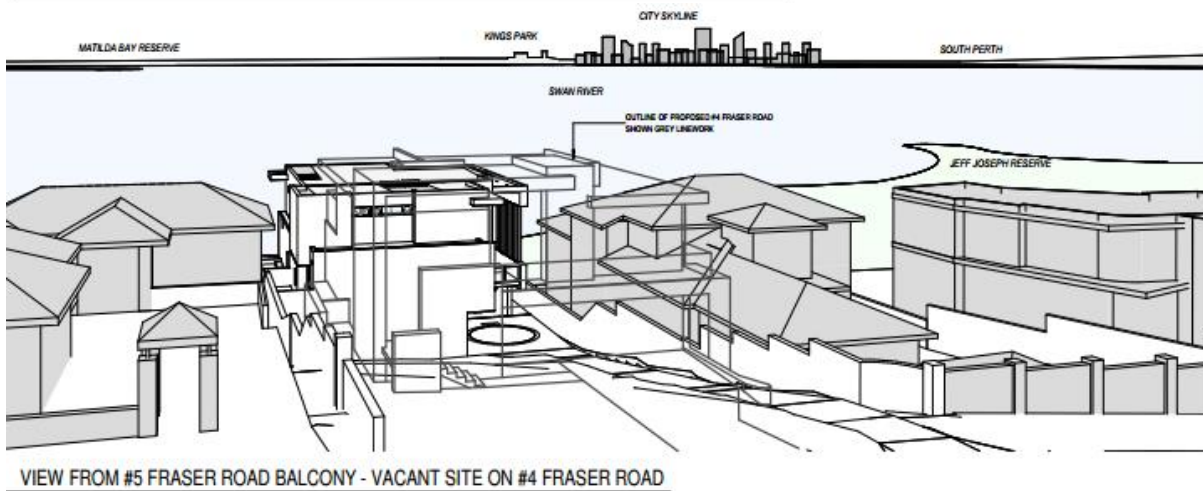 CITY SKYLINE
KINGS PARK
MATILDA BAY RESERVE
SOUTH PERTH
SWAN RIVER
OUTLINE OF PROPOSED #4 FRASER ROAD
SHOWN GREY LINEWORK
JEFF JOSEPH RESERVE
VIEW FROM #5 FRASER ROAD BALCONY - VACANT SITE ON #4 FRASER ROAD